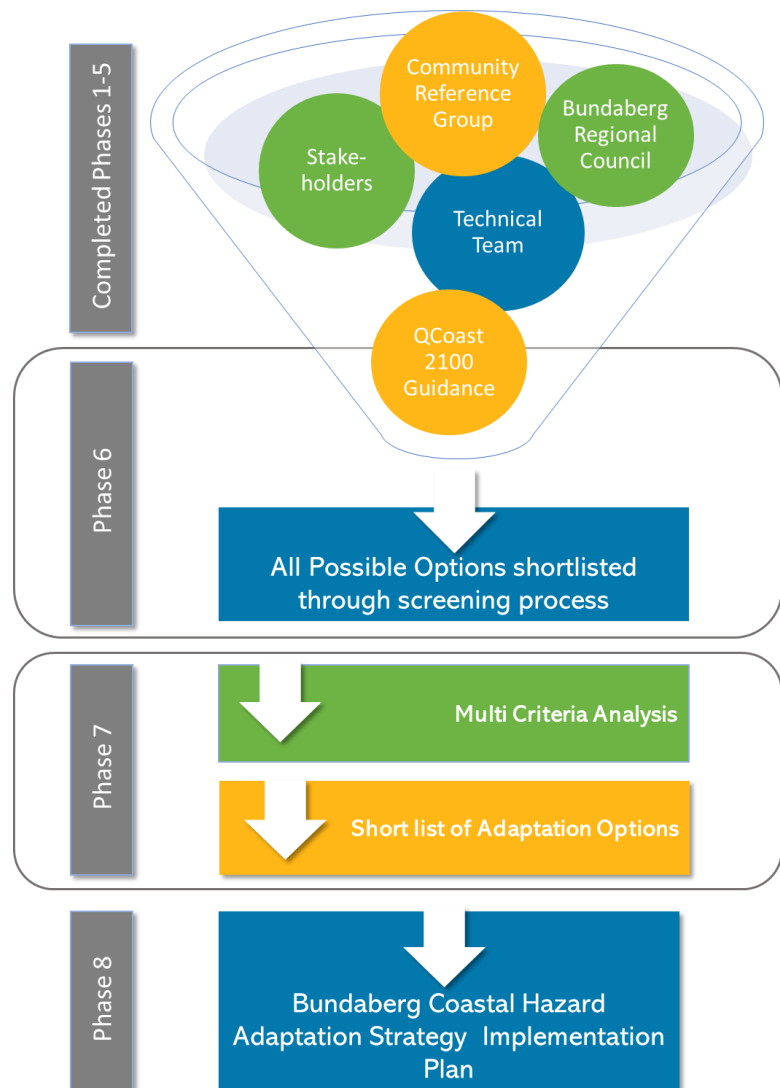 Completed Phases 1-5
Community
Reference
Group
Bundaberg
Regional
Council
Stake-
holders
Technical
Team
QCoast
2100
Guidance
Phase 6
All Possible Options shortlisted
through screening process
Phase 7
Multi Criteria Analysis
Short list of Adaptation Options
Phase 8
Bundaberg Coastal Hazard
Adaptation Strategy Implementation
Plan